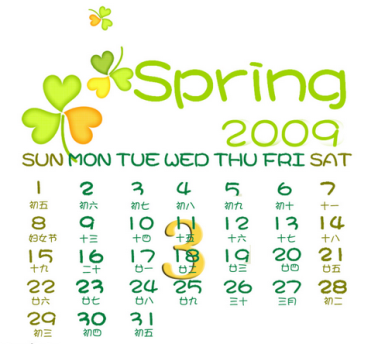 Spring
2009
SUN MON TUE WED THU FRI SAT
1 2 3 4 5 6 7
初五 初六 初七 初八 初九 初十 十一
8 9 10 11 12 13 14
妇女节 十三 十四 十五 十六 十七 十八
3
15 16 17 18 19 20 21
十九 二十 廿一 廿二 廿三 廿四 廿五
22 23 24 25 26 27 28
廿六 廿七 廿八 廿九 三十 三月 初二
29 30 31
初三 初四 初五